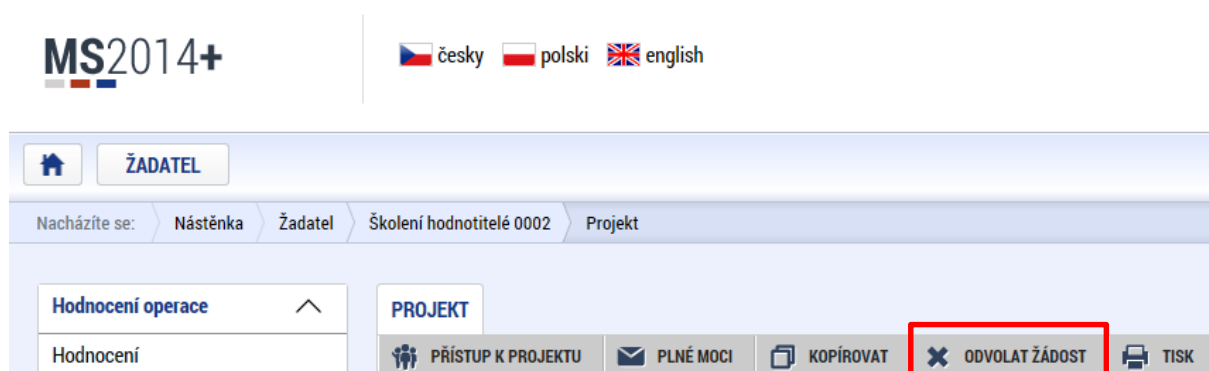 MS2014+
česky polski english
ŽADATEL
Nacházíte se: Nástěnka Žadatel Školení hodnotitelé 0002 Projekt
Hodnocení operace
PROJEKT
Hodnocení
PŘÍSTUP K PROJEKTU PLNÉ MOCI KOPÍROVAT ODVOLAT ŽÁDOST TISK